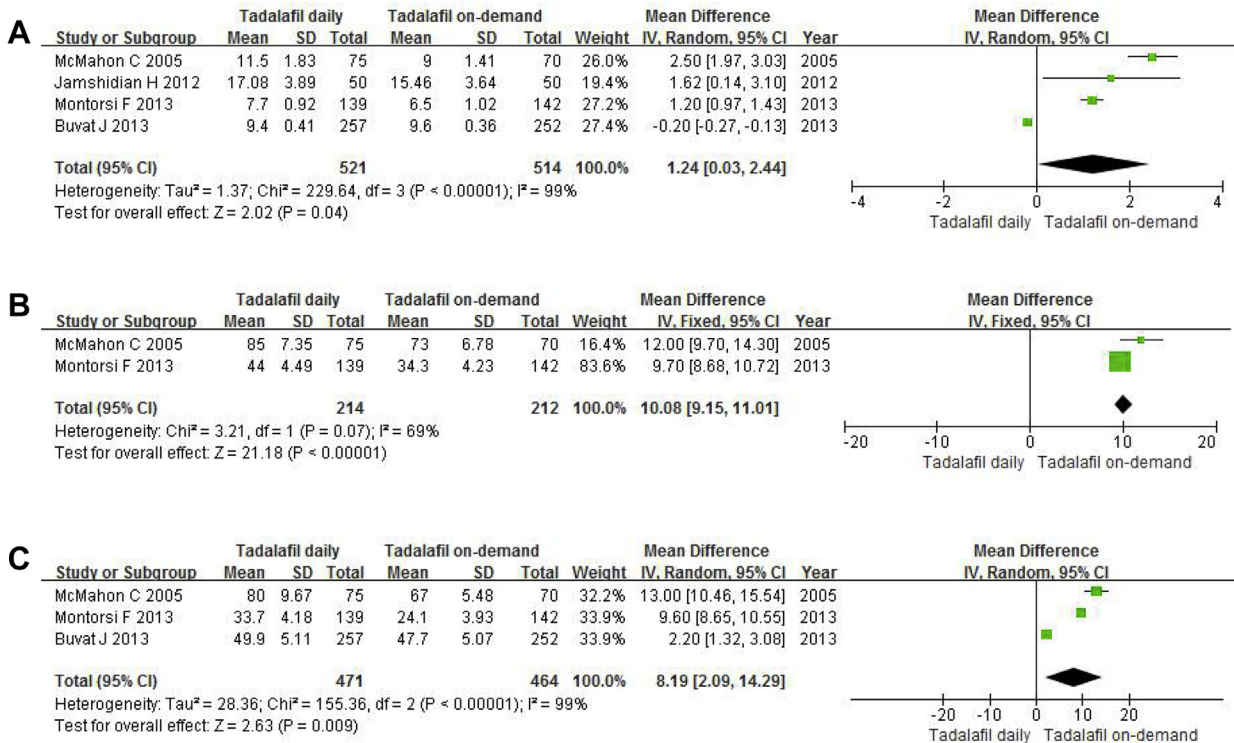 A
Tadalafil daily Tadalafil on-demand Mean Difference Mean Difference
Study or Subgroup Mean SD Total Mean SD Total Weight IV, Random, 95% CI Year IV, Random, 95% CI
McMahon C 2005 11.5 1.83 75 9 1.41 70 26.0% 2.50 [1.97, 3.03] 2005
Jamshidian H 2012 17.08 3.89 50 15.46 3.64 50 19.4% 1.62 [0.14, 3.10] 2012
Montorsi F 2013 7.7 0.92 139 6.5 1.02 142 27.2% 1.20 [0.97, 1.43] 2013
Buvat J 2013 9.4 0.41 257 9.6 0.36 252 27.4% -0.20 [-0.27, -0.13] 2013
Total (95% CI) 521 514 100.0% 1.24 [0.03, 2.44]
Heterogeneity: Tau² = 1.37; Chi² = 229.64, df = 3 (P < 0.00001); I² = 99%
Test for overall effect: Z = 2.02 (P = 0.04)
-4 -2 0 2 4
Tadalafil daily Tadalafil on-demand
B
Tadalafil daily Tadalafil on-demand Mean Difference Mean Difference
Study or Subgroup Mean SD Total Mean SD Total Weight IV, Fixed, 95% CI Year IV, Fixed, 95% CI
McMahon C 2005 85 7.35 75 73 6.78 70 16.4% 12.00 [9.70, 14.30] 2005
Montorsi F 2013 44 4.49 139 34.3 4.23 142 83.6% 9.70 [8.68, 10.72] 2013
Total (95% CI) 214 212 100.0% 10.08 [9.15, 11.01]
Heterogeneity: Chi² = 3.21, df = 1 (P = 0.07); I² = 69%
Test for overall effect: Z = 21.18 (P < 0.00001)
-20 -10 0 10 20
Tadalafil daily Tadalafil on-demand
C
Tadalafil daily Tadalafil on-demand Mean Difference Mean Difference
Study or Subgroup Mean SD Total Mean SD Total Weight IV, Random, 95% CI Year IV, Random, 95% CI
McMahon C 2005 80 9.67 75 67 5.48 70 32.2% 13.00 [10.46, 15.54] 2005
Montorsi F 2013 33.7 4.18 139 24.1 3.93 142 33.9% 9.60 [8.65, 10.55] 2013
Buvat J 2013 49.9 5.11 257 47.7 5.07 252 33.9% 2.20 [1.32, 3.08] 2013
Total (95% CI) 471 464 100.0% 8.19 [2.09, 14.29]
Heterogeneity: Tau² = 28.36; Chi² = 155.36, df = 2 (P < 0.00001); I² = 99%
Test for overall effect: Z = 2.63 (P = 0.009)
-20 -10 0 10 20
Tadalafil daily Tadalafil on-demand